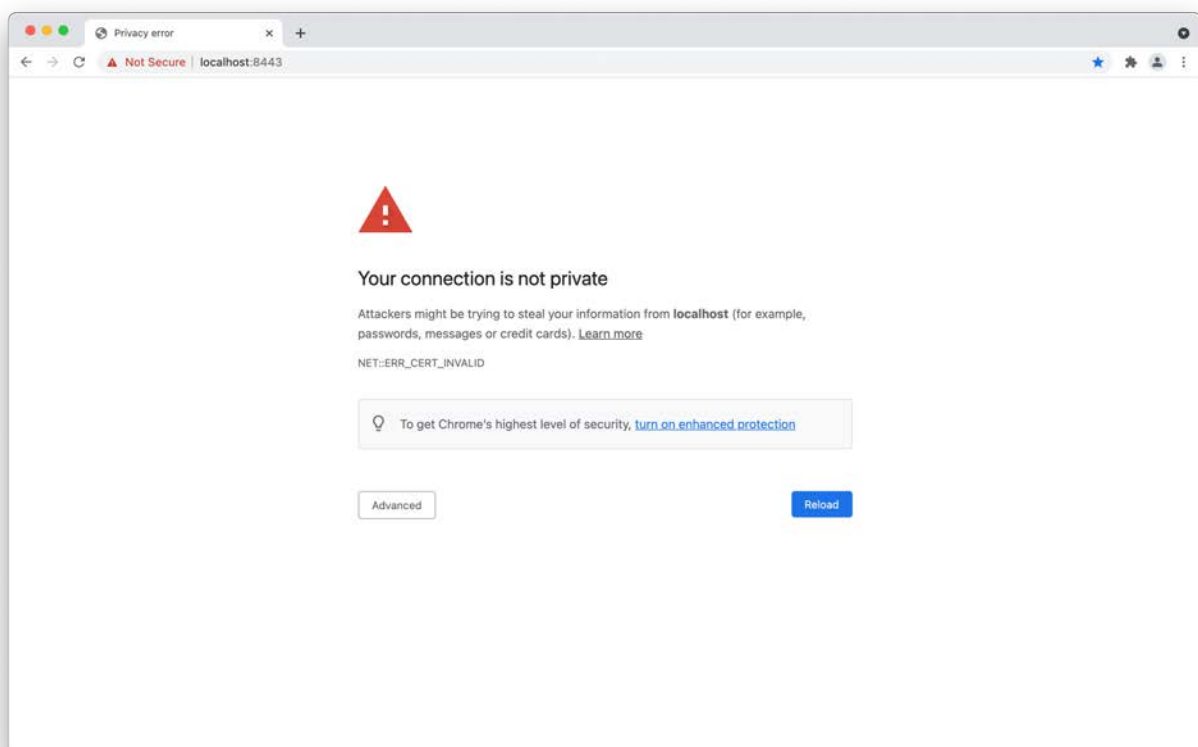 Privacy error
Not Secure localhost:8443
Your connection is not private
Attackers might be trying to steal your information from localhost (for example,
passwords, messages or credit cards). Learn more
NET::ERR_CERT_INVALID
To get Chrome's highest level of security, turn on enhanced protection
Advanced
Reload